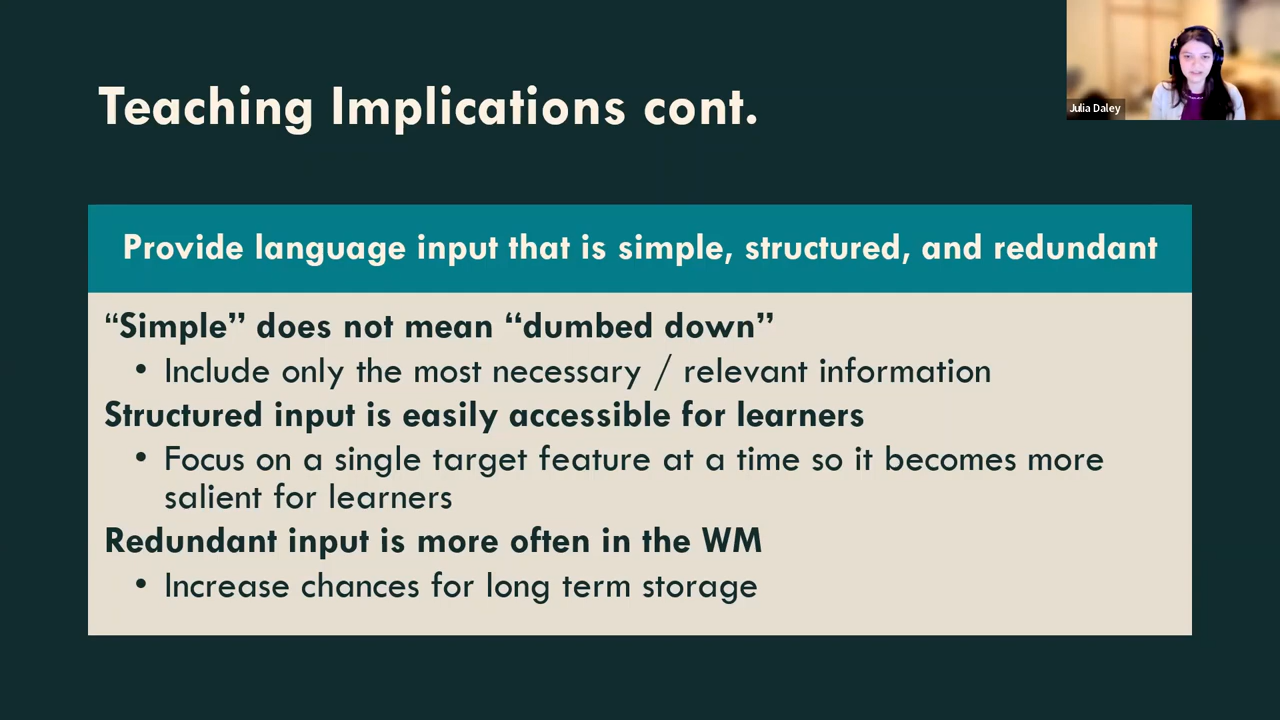 Teaching Implications cont.
Julia Daley
Provide language input that is simple, structured, and redundant
“Simple” does not mean “dumbed down”
• Include only the most necessary / relevant information
Structured input is easily accessible for learners
• Focus on a single target feature at a time so it becomes more
salient for learners
Redundant input is more often in the WM
• Increase chances for long term storage